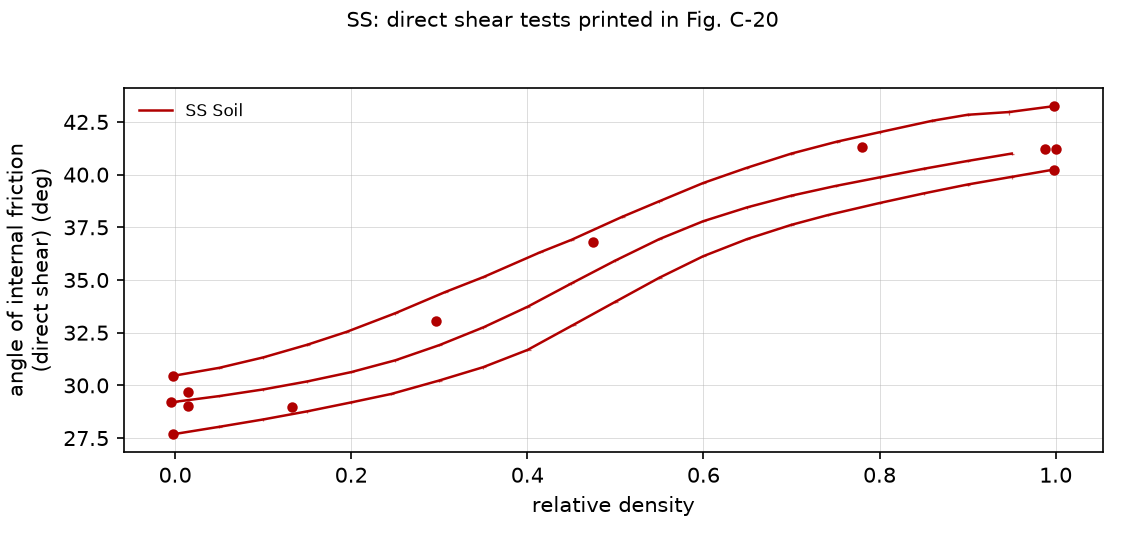 SS: direct shear tests printed in Fig. C-20
SS Soil
angle of internal friction
(direct shear) (deg)
42.5
40.0
37.5
35.0
32.5
30.0
27.5
0.0 0.2 0.4 0.6 0.8 1.0
relative density